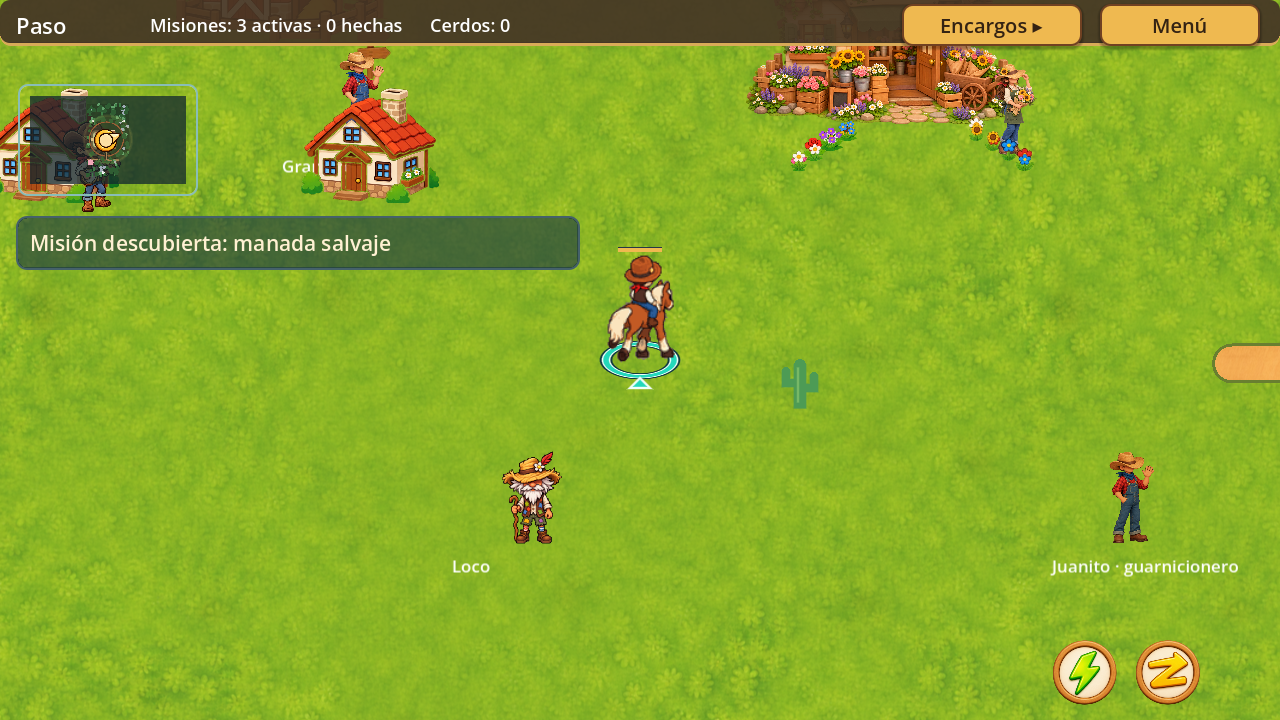 Paso
Misiones: 3 activas · 0 hechas
Cerdos: 0
Encargos ▸
Menú
Misión descubierta: manada salvaje
Loco
Juanito · guarnicionero